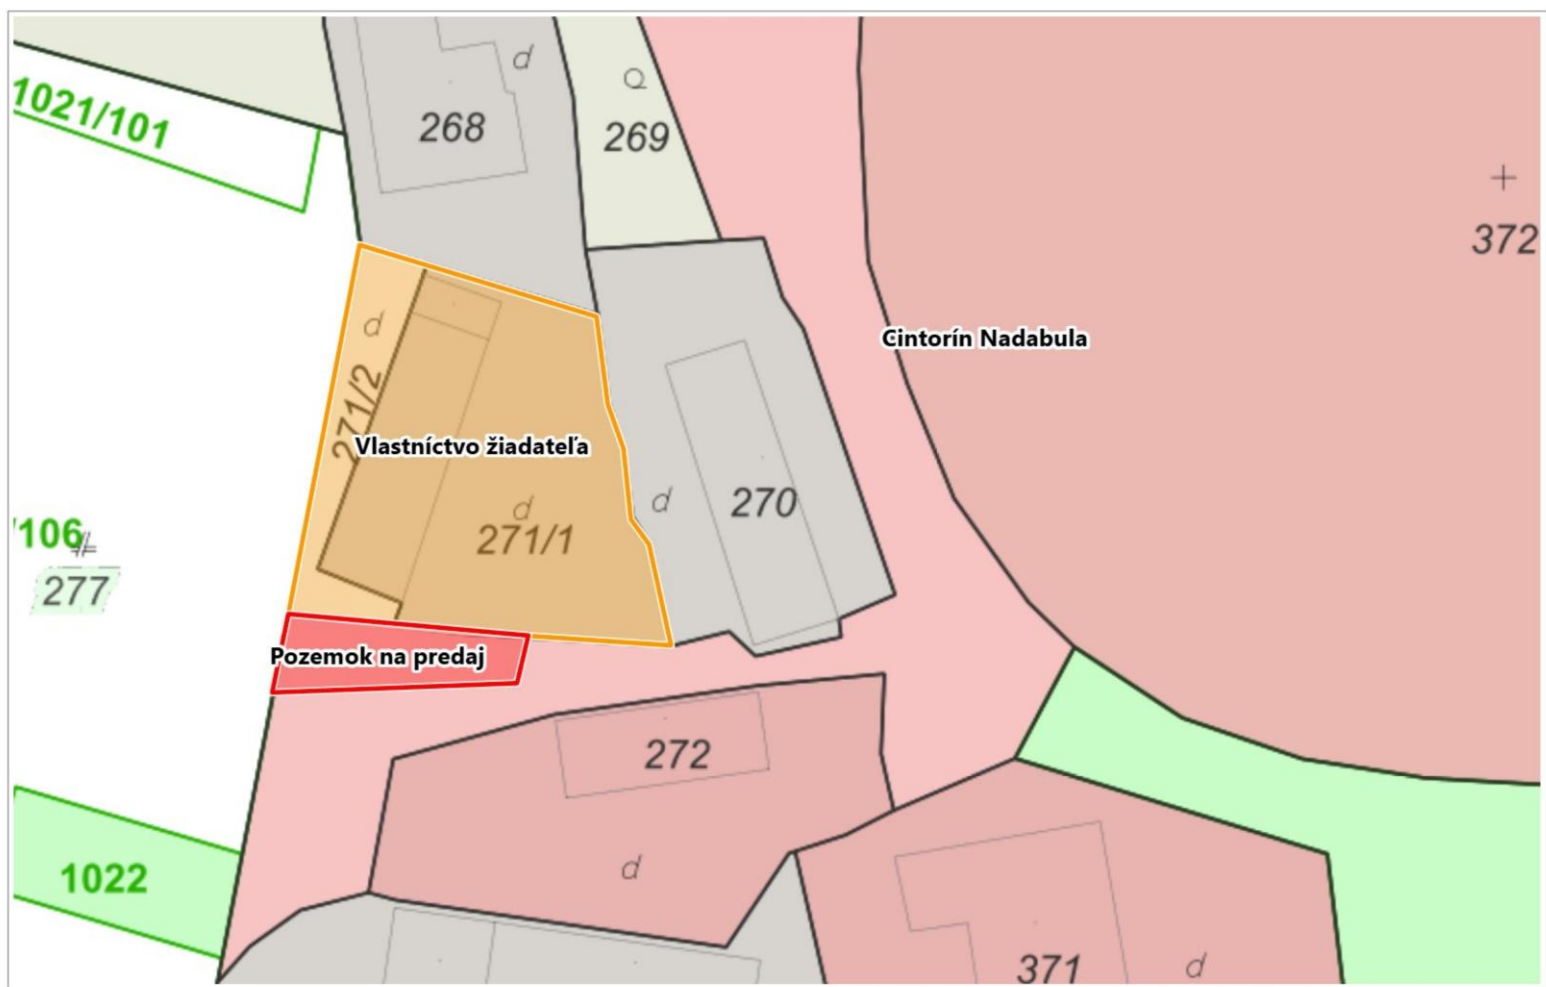 d
Q
1021/101
268
269
+
372
Cintorín Nadabula
d
271/2
Vlastníctvo žiadateľa
d
270
d
271/1
/106
277
Pozemok na predaj
272
d
1022
371
d